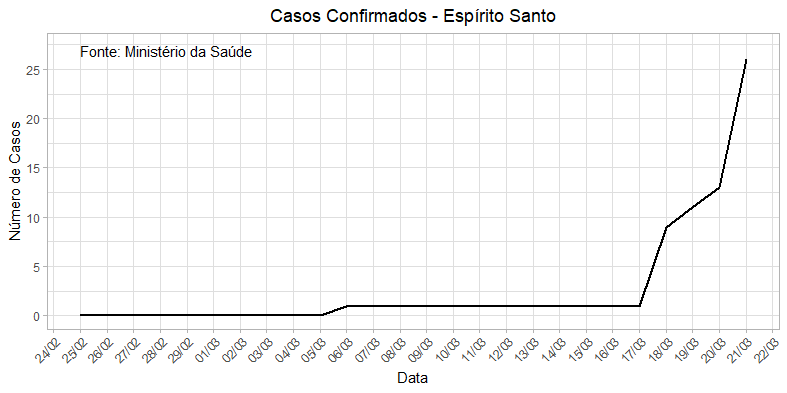 Casos Confirmados - Espírito Santo
Fonte: Ministério da Saúde
Número de Casos
25
20
15
10
5
0
24/02 25/02 26/02 27/02 28/02 29/02 01/03 02/03 03/03 04/03 05/03 06/03 07/03 08/03 09/03 10/03 11/03 12/03 13/03 14/03 15/03 16/03 17/03 18/03 19/03 20/03 21/03 22/03
Data